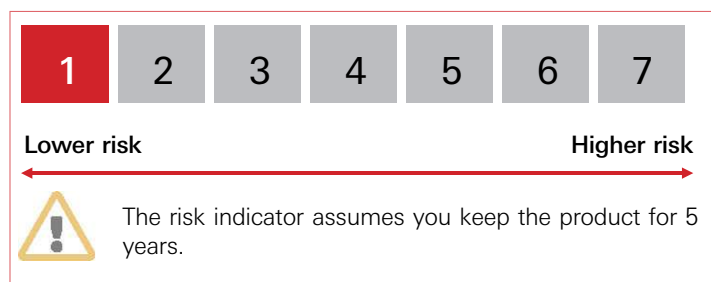 1 2 3 4 5 6 7
Lower risk Higher risk
The risk indicator assumes you keep the product for 5
years.